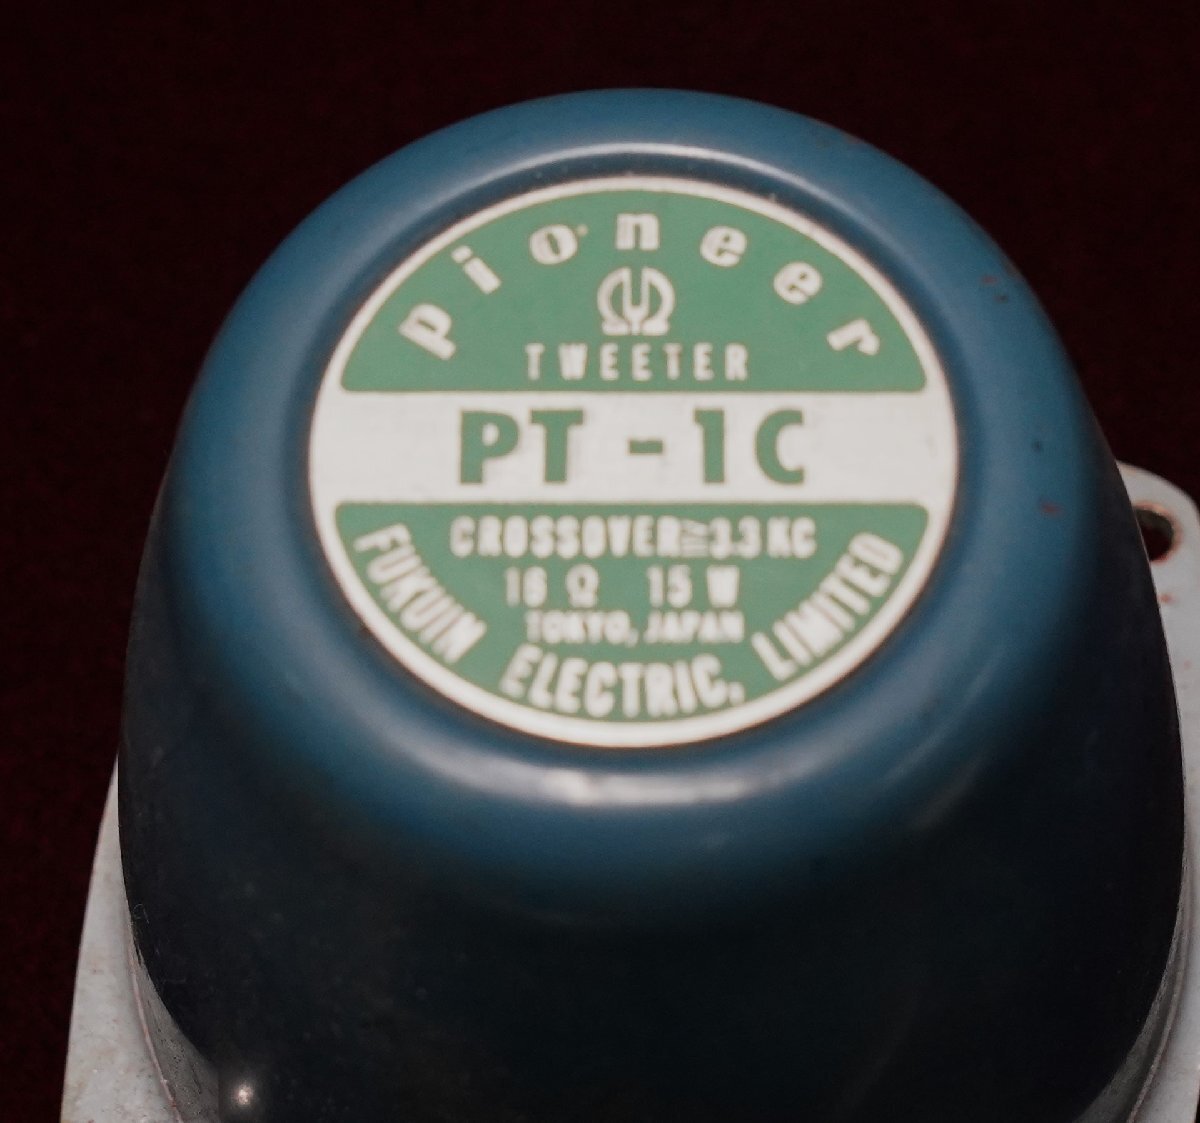 pioneer
TWEETER
PT-1C
CROSSOVER≧3.3KC
16 Ω 15 W
TOKYO, JAPAN
FUKUIN ELECTRIC, LIMITED